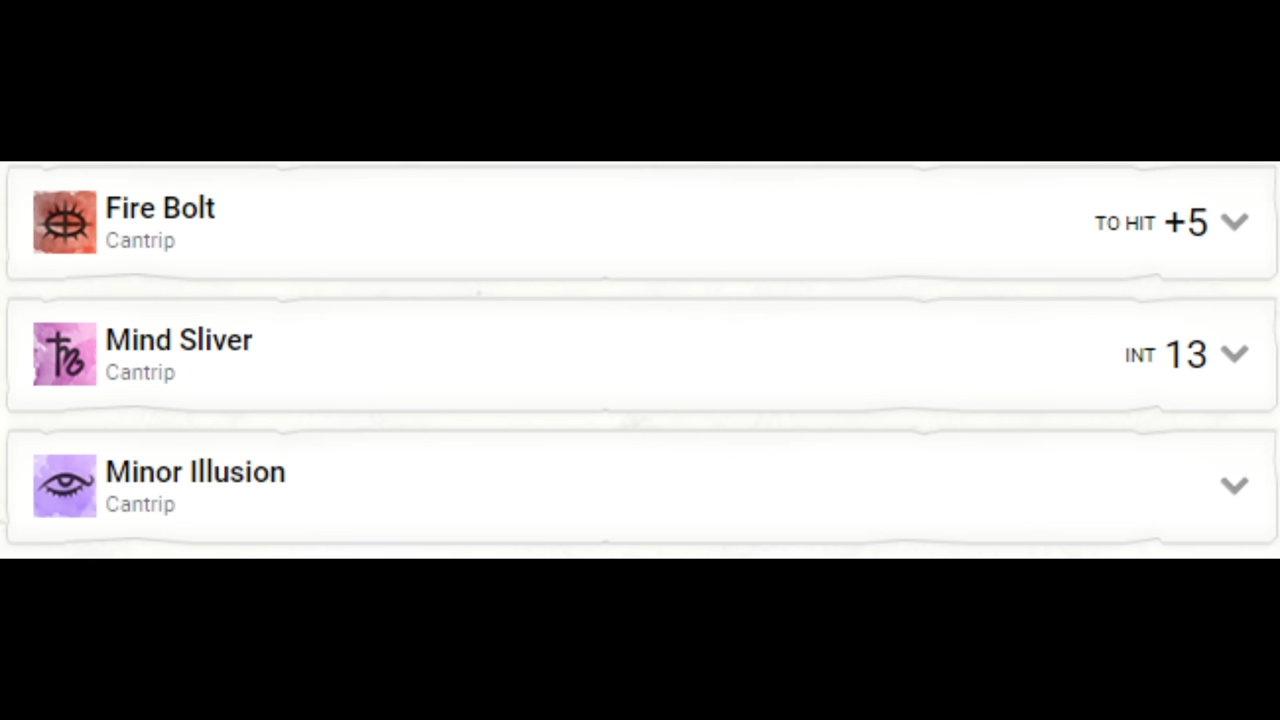 Fire Bolt
Cantrip
TO HIT +5
Mind Sliver
Cantrip
INT 13
Minor Illusion
Cantrip